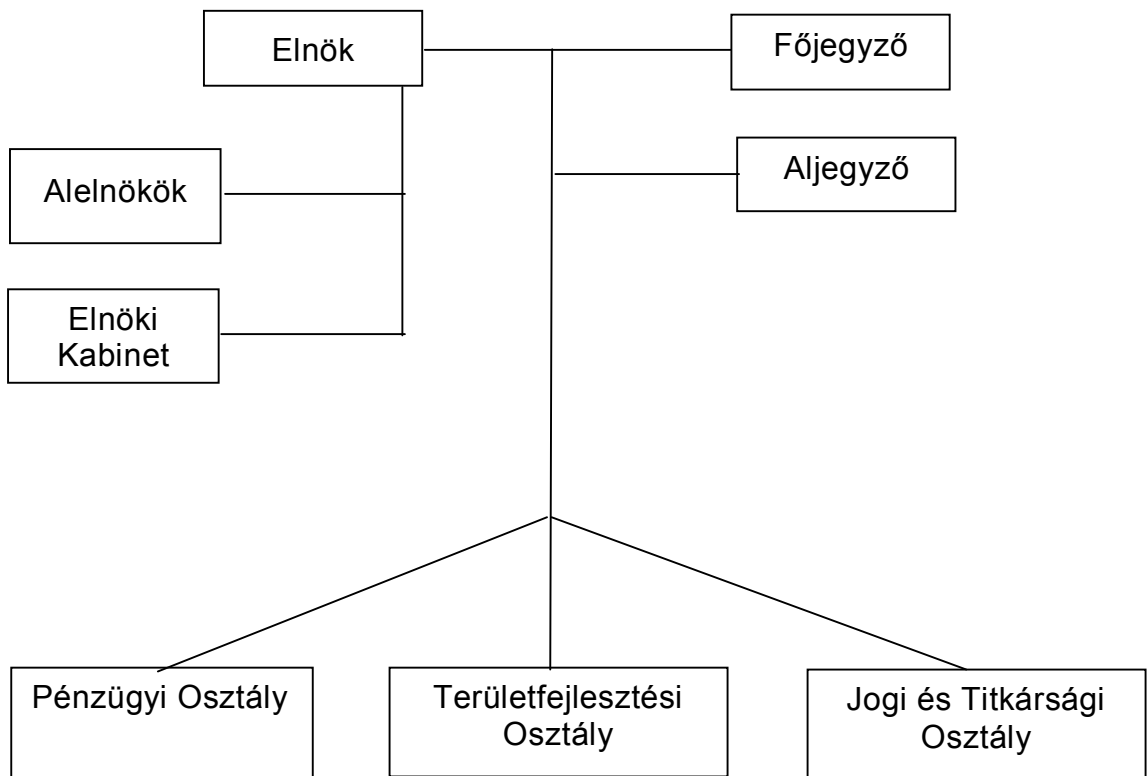 Elnök
Főjegyző
Alelnökök
Aljegyző
Elnöki
Kabinet
Pénzügyi Osztály
Területfejlesztési
Osztály
Jogi és Titkársági
Osztály